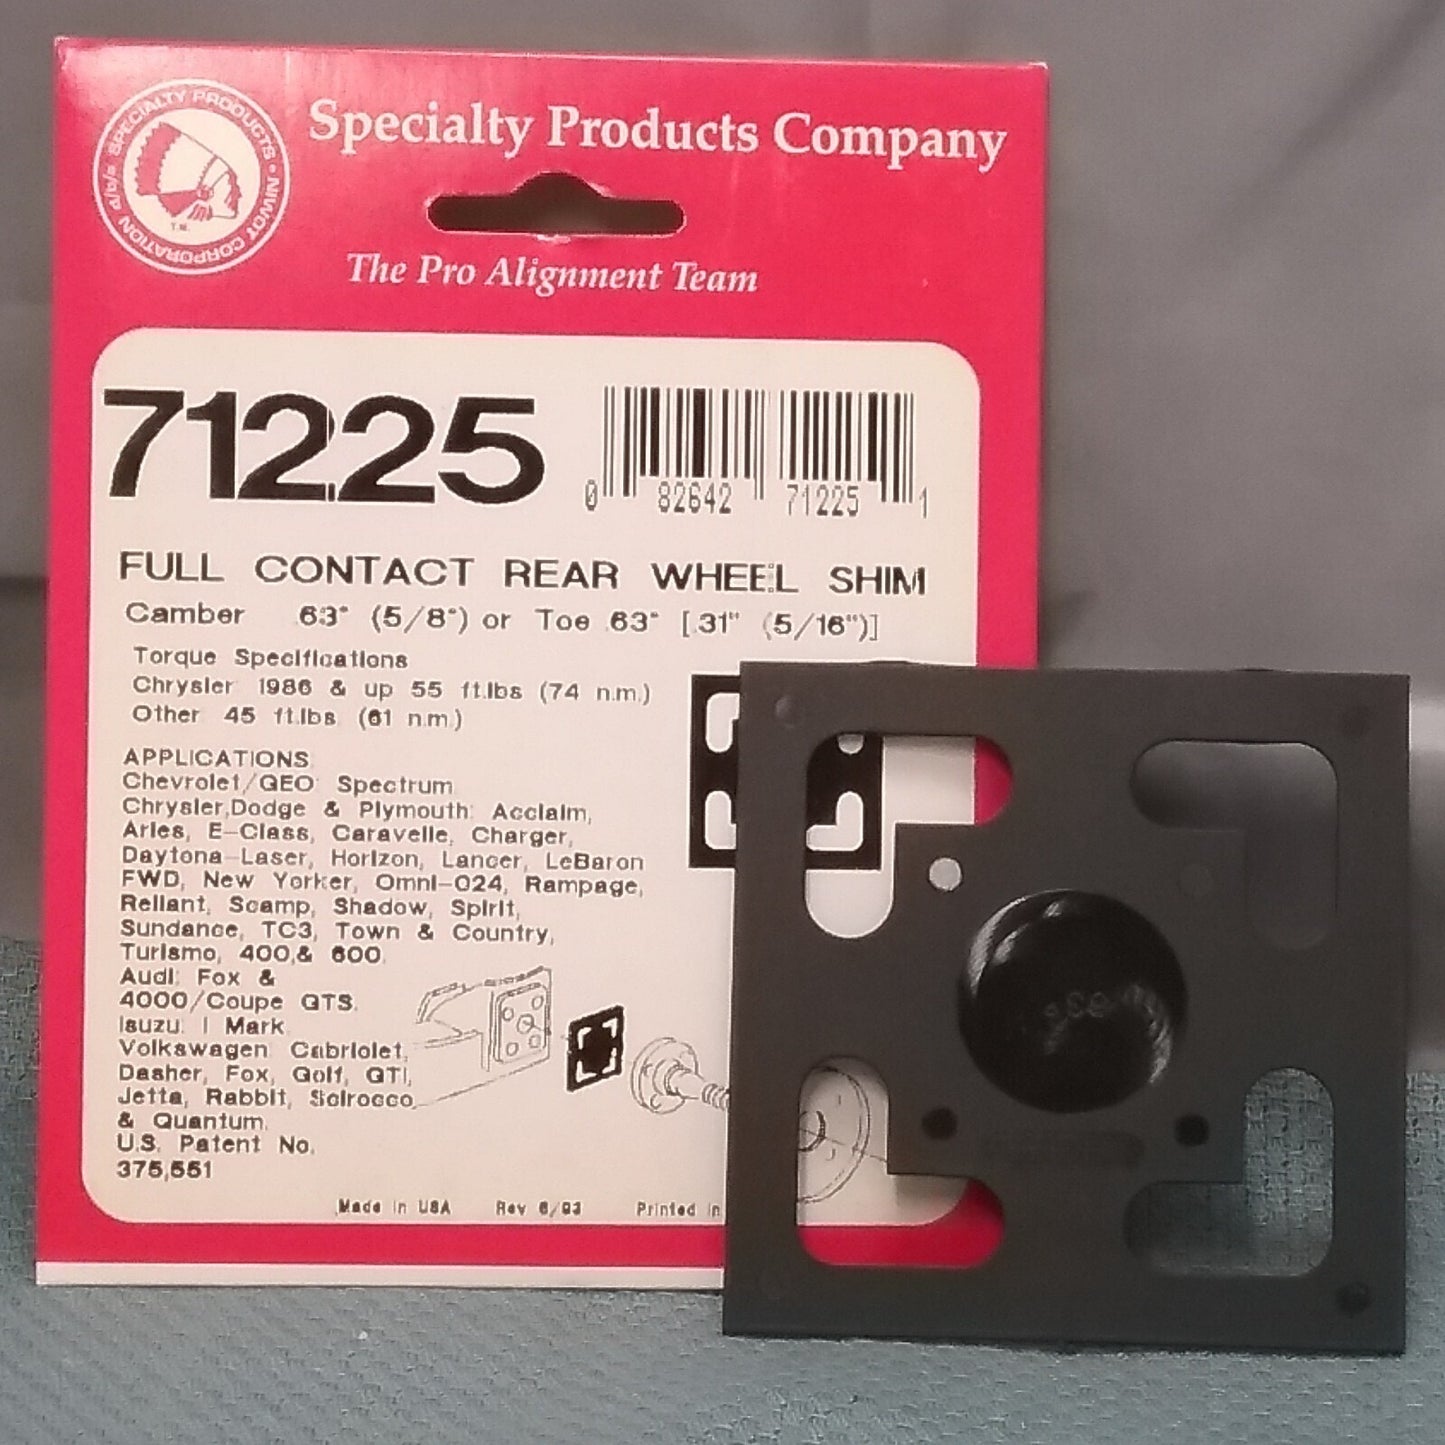 SPECIALTY PRODUCTS • NIWOT CORPORATION d/b/a
T.M.
Specialty Products Company
The Pro Alignment Team
71225
0 82642 71225 1
FULL CONTACT REAR WHEEL SHIM
Camber .63° (5/8°) or Toe .63° [.31" (5/16")]
Torque Specifications
Chrysler 1986 & up 55 ft.lbs (74 n.m.)
Other 45 ft.lbs (61 n.m.)
APPLICATIONS
Chevrolet/GEO: Spectrum
Chrysler,Dodge & Plymouth: Acclaim,
Aries, E-Class, Caravelle, Charger,
Daytona-Laser, Horizon, Lancer, LeBaron
FWD, New Yorker, Omni-024, Rampage,
Reliant, Scamp, Shadow, Spirit,
Sundance, TC3, Town & Country,
Turismo, 400,& 600.
Audi: Fox &
4000/Coupe GTS.
Isuzu: I Mark
Volkswagen Cabriolet,
Dasher, Fox, Golf, GTI,
Jetta, Rabbit, Scirocco,
& Quantum.
U.S. Patent No.
375,551
Made in USA Rev 6/93 Printed in